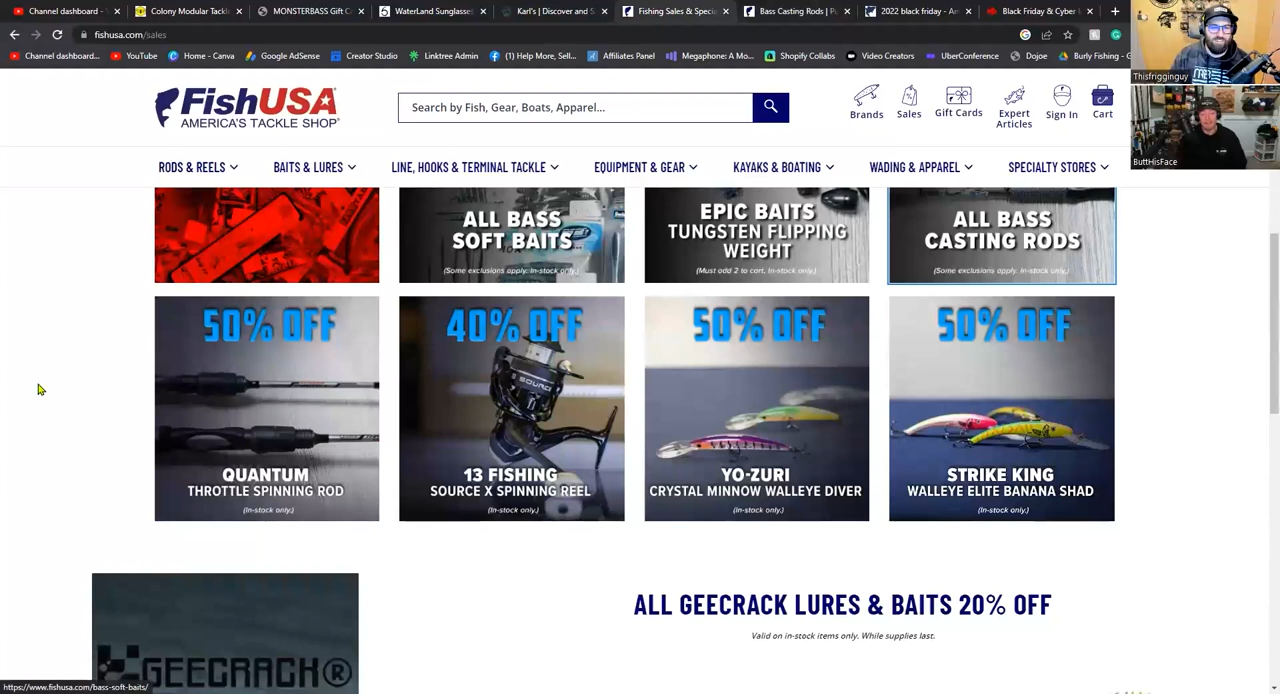 Channel dashboard - Y
Colony Modular Tackl
MONSTERBASS Gift C
WaterLand Sunglasses
Karl's | Discover and S
Fishing Sales & Specia
Bass Casting Rods | Pu
2022 black friday - Am
Black Friday & Cyber M
fishusa.com/sales
Channel dashboard...
YouTube
Home - Canva
Google AdSense
Creator Studio
Linktree Admin
(1) Help More, Sell...
Affiliates Panel
Megaphone: A Mo...
Shopify Collabs
Video Creators
UberConference
Dojoe
Burly Fishing - G
Thisfrigginguy
ButtHisFace
FishUSA
AMERICA'S TACKLE SHOP®
Search by Fish, Gear, Boats, Apparel...
Brands
Sales
Gift Cards
Expert
Articles
Sign In
Cart
RODS & REELS
BAITS & LURES
LINE, HOOKS & TERMINAL TACKLE
EQUIPMENT & GEAR
KAYAKS & BOATING
WADING & APPAREL
SPECIALTY STORES
ALL BASS
SOFT BAITS
(Some exclusions apply. In-stock only.)
EPIC BAITS
TUNGSTEN FLIPPING
WEIGHT
(Must add 2 to cart, In-stock only.)
ALL BASS
CASTING RODS
(Some exclusions apply. In-stock only.)
50% OFF
QUANTUM
THROTTLE SPINNING ROD
(In-stock only.)
40% OFF
SOURCE
13 FISHING
SOURCE X SPINNING REEL
(In-stock only.)
50% OFF
YO-ZURI
CRYSTAL MINNOW WALLEYE DIVER
(In-stock only.)
50% OFF
STRIKE KING
WALLEYE ELITE BANANA SHAD
(In-stock only.)
GEECRACK®
ALL GEECRACK LURES & BAITS 20% OFF
Valid on in-stock items only. While supplies last.
https://www.fishusa.com/bass-soft-baits/